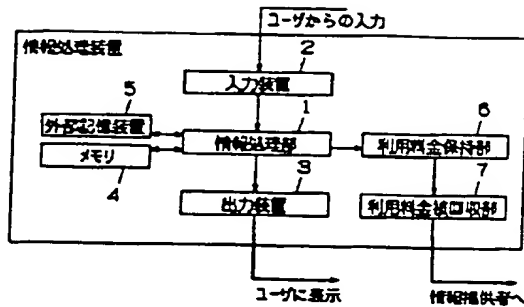 ユーザからの入力
情報処理装置
2
入力装置
5
1
6
外部記憶装置
情報処理部
利用料金保持部
メモリ
4
3
7
出力装置
利用料金被回収部
ユーザに表示
情報提供者へ